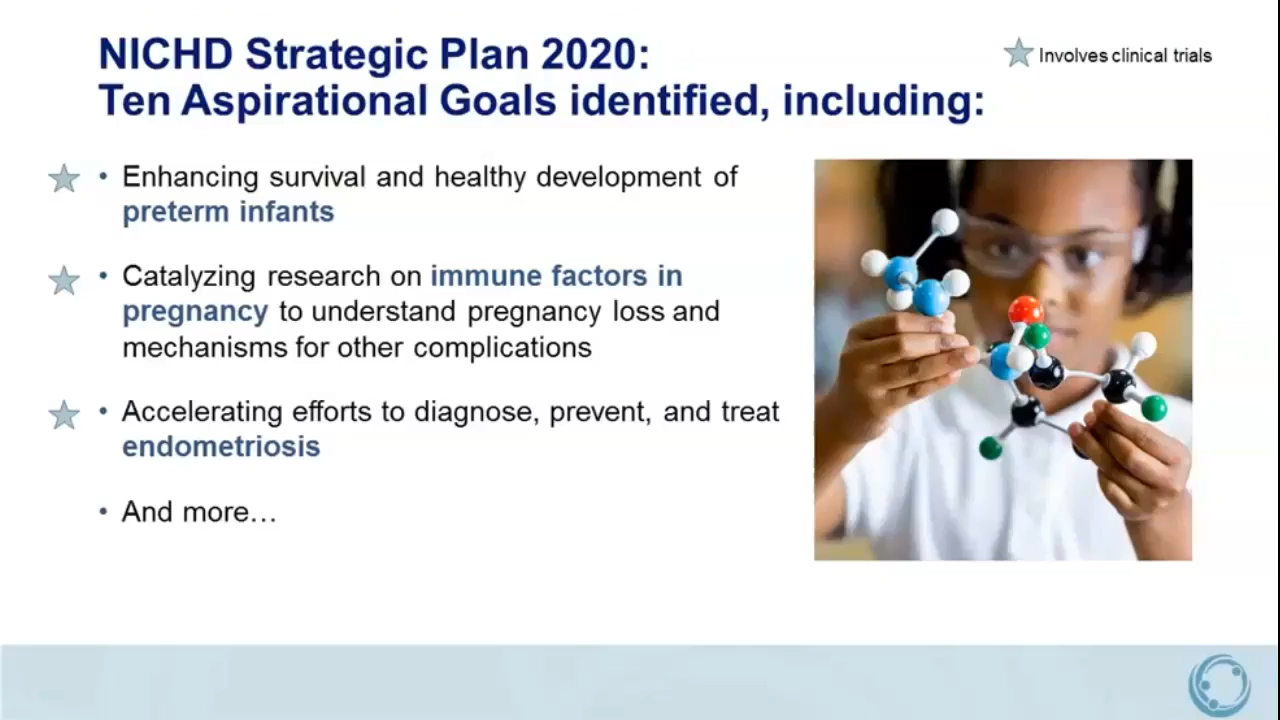 NICHD Strategic Plan 2020:
Ten Aspirational Goals identified, including:
Involves clinical trials
• Enhancing survival and healthy development of
preterm infants
• Catalyzing research on immune factors in
pregnancy to understand pregnancy loss and
mechanisms for other complications
• Accelerating efforts to diagnose, prevent, and treat
endometriosis
• And more…